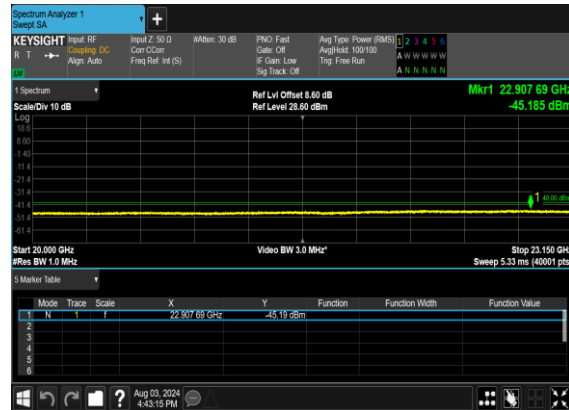 Spectrum Analyzer 1
Swept SA
KEYSIGHT
R T
LW
Input: RF
Coupling: DC
Align: Auto
Input Z: 50 Ω
Corr CCorr
Freq Ref: Int (S)
#Atten: 30 dB
PNO: Fast
Gate: Off
IF Gain: Low
Sig Track: Off
Avg Type: Power (RMS)
Avg|Hold: 100/100
Trig: Free Run
1 2 3 4 5 6
A W W W W W
A N N N N N
1 Spectrum
Scale/Div 10 dB
Ref Lvl Offset 8.60 dB
Ref Level 28.60 dBm
Mkr1 22.907 69 GHz
-45.185 dBm
Log
18.6
8.60
-1.40
-11.4
-21.4
-31.4
-41.4
-51.4
-61.4
1
Start 20.000 GHz
#Res BW 1.0 MHz
Video BW 3.0 MHz*
Stop 23.150 GHz
Sweep 5.33 ms (40001 pts)
5 Marker Table
Mode Trace Scale X Y Function Function Width Function Value
1 N 1 f 22.907 69 GHz -45.19 dBm
2
3
4
5
6
Aug 03, 2024
4:43:15 PM